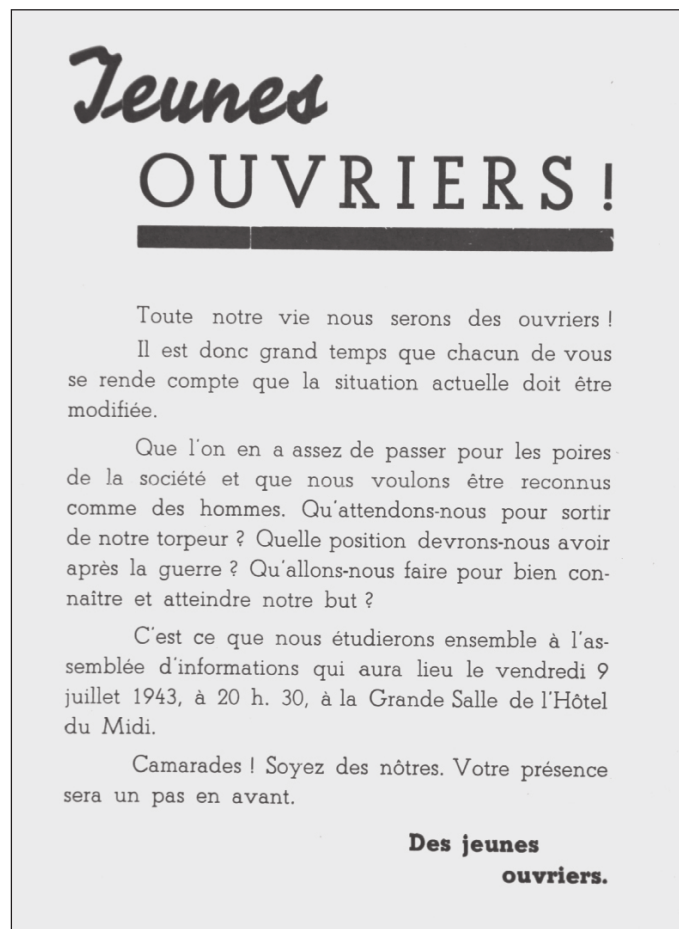 Jeunes
OUVRIERS !
Toute notre vie nous serons des ouvriers !
Il est donc grand temps que chacun de vous
se rende compte que la situation actuelle doit être
modifiée.
Que l'on en a assez de passer pour les poires
de la société et que nous voulons être reconnus
comme des hommes. Qu'attendons-nous pour sortir
de notre torpeur ? Quelle position devrons-nous avoir
après la guerre ? Qu'allons-nous faire pour bien con-
naître et atteindre notre but ?
C'est ce que nous étudierons ensemble à l'as-
semblée d'informations qui aura lieu le vendredi 9
juillet 1943, à 20 h. 30, à la Grande Salle de l'Hôtel
du Midi.
Camarades ! Soyez des nôtres. Votre présence
sera un pas en avant.
Des jeunes
ouvriers.